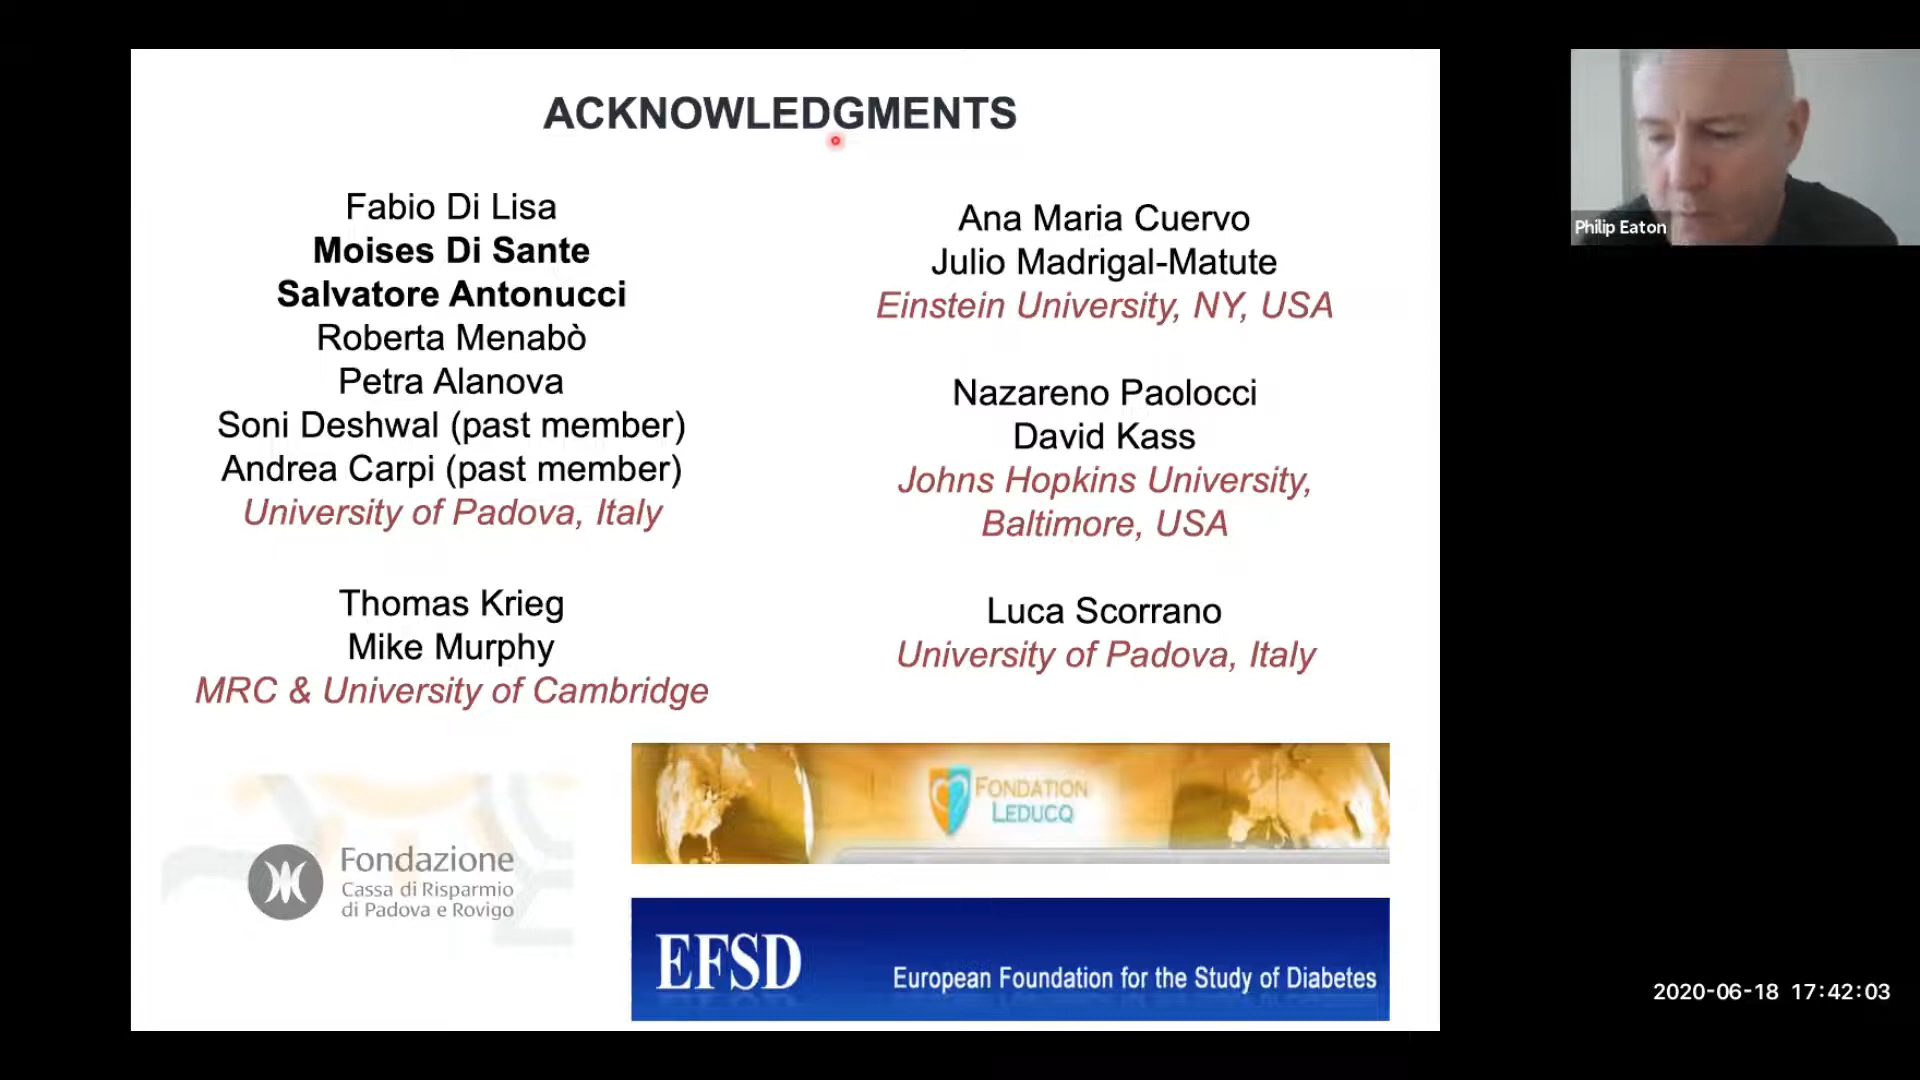 ACKNOWLEDGMENTS
Fabio Di Lisa
Moises Di Sante
Salvatore Antonucci
Roberta Menabò
Petra Alanova
Soni Deshwal (past member)
Andrea Carpi (past member)
University of Padova, Italy
Thomas Krieg
Mike Murphy
MRC & University of Cambridge
Ana Maria Cuervo
Julio Madrigal-Matute
Einstein University, NY, USA
Nazareno Paolocci
David Kass
Johns Hopkins University,
Baltimore, USA
Luca Scorrano
University of Padova, Italy
Fondazione
Cassa di Risparmio
di Padova e Rovigo
FONDATION
LEDUCQ
EFSD
European Foundation for the Study of Diabetes
Philip Eaton
2020-06-18 17:42:03